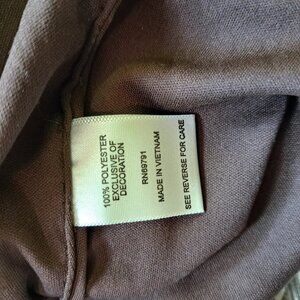 100% POLYESTER
EXCLUSIVE OF
DECORATION
RN69791
MADE IN VIETNAM
SEE REVERSE FOR CARE